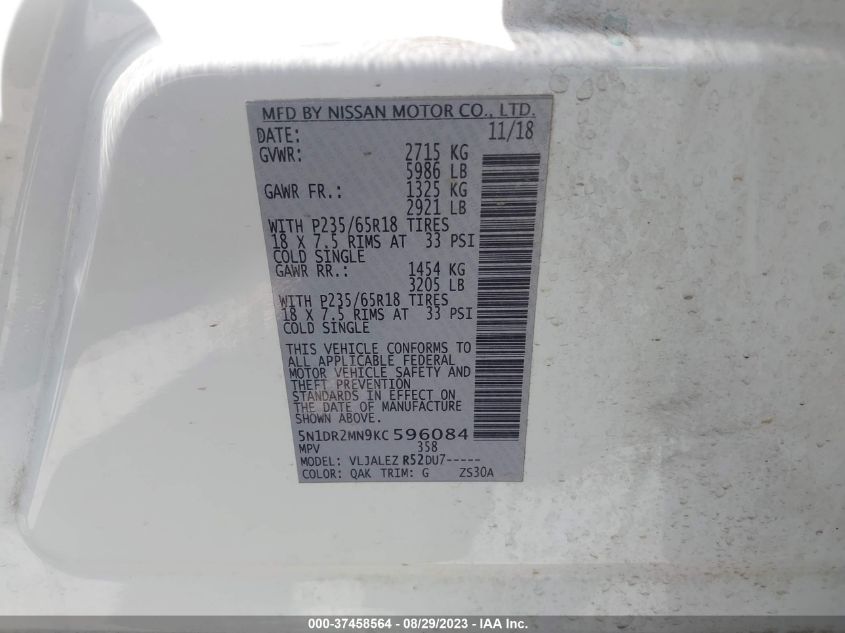 MFD BY NISSAN MOTOR CO., LTD.
DATE: 11/18
GVWR: 2715 KG
5986 LB
GAWR FR.: 1325 KG
2921 LB
WITH P235/65R18 TIRES
18 X 7.5 RIMS AT 33 PSI
COLD SINGLE
GAWR RR.: 1454 KG
3205 LB
WITH P235/65R18 TIRES
18 X 7.5 RIMS AT 33 PSI
COLD SINGLE
THIS VEHICLE CONFORMS TO
ALL APPLICABLE FEDERAL
MOTOR VEHICLE SAFETY AND
THEFT PREVENTION
STANDARDS IN EFFECT ON
THE DATE OF MANUFACTURE
SHOWN ABOVE.
5N1DR2MN9KC 596084
MPV 358
MODEL: VLJALEZ R52DU7-----
COLOR: QAK TRIM: G ZS30A
000-37458564 - 08/29/2023 - IAA Inc.